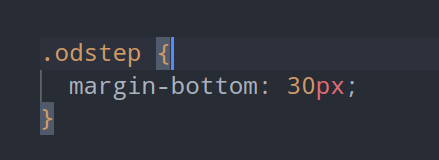 .odstep {
  margin-bottom: 30px;
}